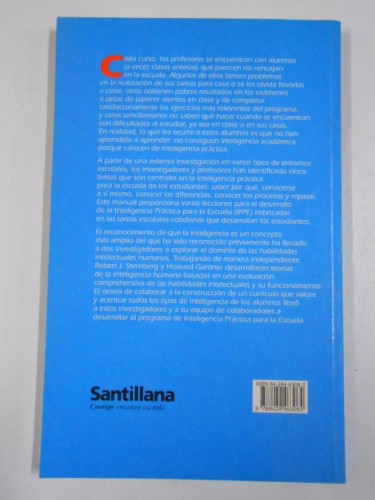 Cada curso, los profesores se encuentran con alumnos
(a veces clases enteras) que parecen no «encajar»
en la escuela. Algunos de ellos tienen problemas
en la realización de sus tareas para casa o se les olvida llevarlas
a clase, otros obtienen pobres resultados en los exámenes
a pesar de parecer atentos en clase y de completar
satisfactoriamente los ejercicios más relevantes del programa,
y otros sencillamente no saben qué hacer cuando se encuentran
con dificultades al estudiar, ya sea en clase o en sus casas.
En realidad, lo que les ocurre a estos alumnos es que no han
aprendido a aprender: no consiguen inteligencia académica
porque carecen de inteligencia práctica.
A partir de una extensa investigación en varios tipos de entornos
escolares, los investigadores y profesores han identificado cinco
temas que son centrales en la inteligencia práctica
para la escuela de los estudiantes: saber por qué, conocerse
a sí mismo, conocer las diferencias, conocer los procesos y repasar.
Este manual proporciona varias lecciones para el desarrollo
de la Inteligencia Práctica para la Escuela (IPE) imbricadas
en las tareas escolares cotidianas que desarrollan los estudiantes.
El reconocimiento de que la inteligencia es un concepto
más amplio del que ha sido reconocido previamente ha llevado
a dos investigadores a explorar el dominio de las habilidades
intelectuales humanas. Trabajando de manera independiente,
Robert J. Sternberg y Howard Gardner desarrollaron teorías
de la inteligencia humana basadas en una evaluación
comprehensiva de las habilidades intelectuales y su funcionamiento.
El deseo de colaborar a la construcción de un currículo que valore
y acentúe todos los tipos de inteligencia de los alumnos llevó
a estos investigadores y a su equipo de colaboradores a
desarrollar el programa de Inteligencia Práctica para la Escuela.
Santillana
Contigo creamos escuela.